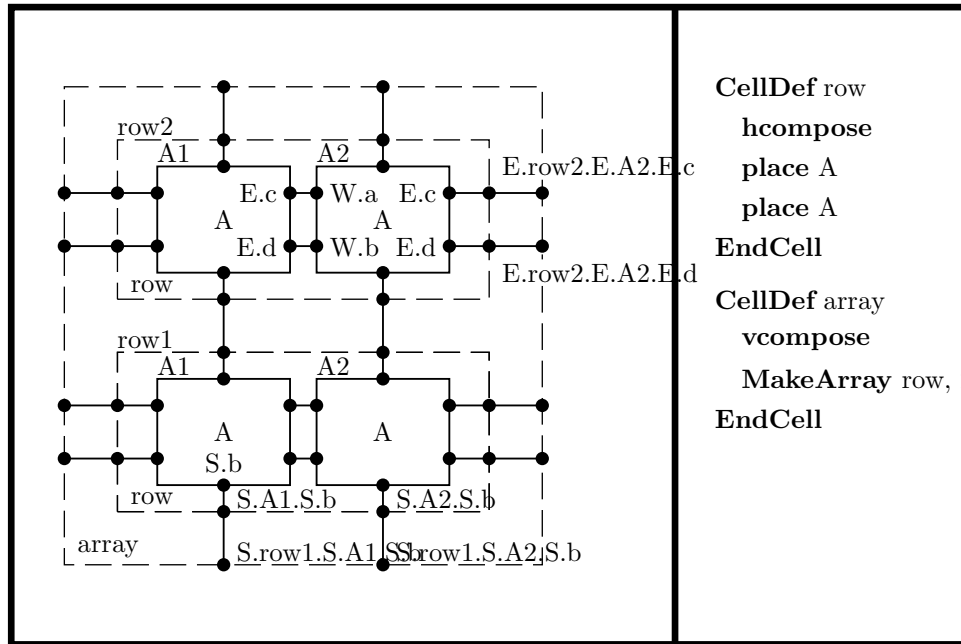 row2
A1 A2
E.row2.E.A2.E.c
E.c W.a E.c
A A
E.d W.b E.d
E.row2.E.A2.E.d
row
row1
A1 A2
A A
S.b
row S.A1.S.b S.A2.S.b
array S.row1.S.A1.S.b S.row1.S.A2.S.b
CellDef row
hcompose
place A
place A
EndCell
CellDef array
vcompose
MakeArray row,
EndCell